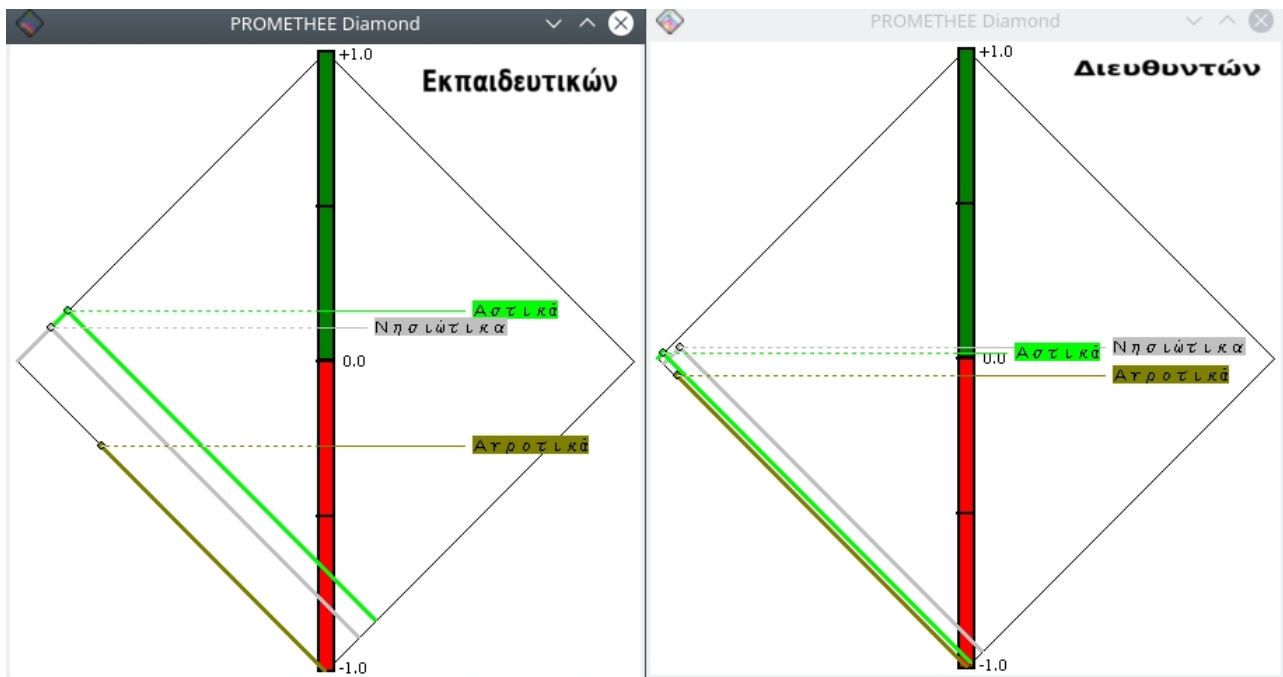 PROMETHEE Diamond
+1.0
Εκπαιδευτικών
Αστικά
Νησιώτικα
0.0
Αγροτικά
-1.0
PROMETHEE Diamond
+1.0
Διευθυντών
Νησιώτικα
0.0
Αστικά
Αγροτικά
-1.0